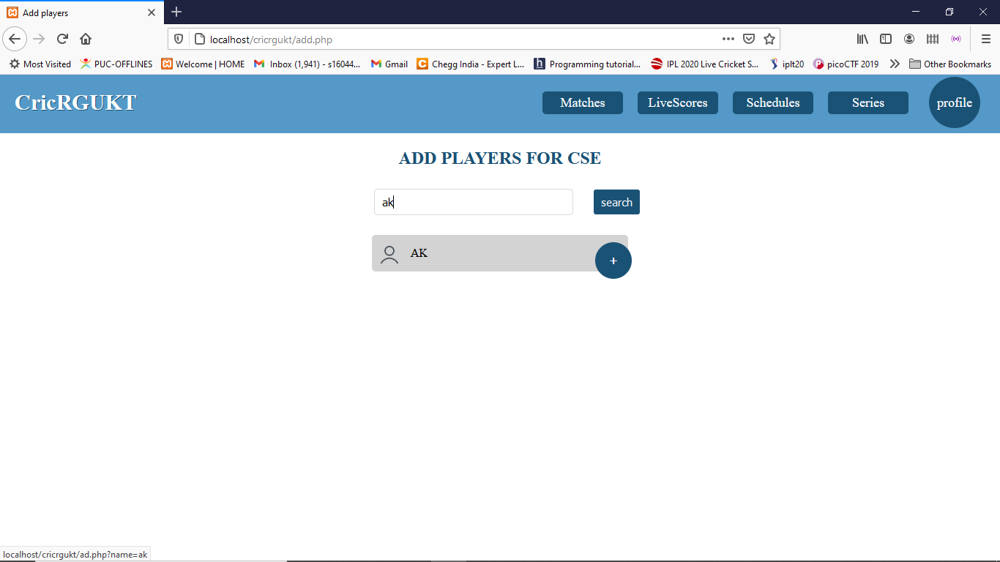 Add players
localhost/cricrgukt/add.php
Most Visited PUC-OFFLINES Welcome | HOME Inbox (1,941) - s16044... Gmail Chegg India - Expert L... Programming tutorial... IPL 2020 Live Cricket S... iplt20 picoCTF 2019 Other Bookmarks
CricRGUKT Matches LiveScores Schedules Series profile
ADD PLAYERS FOR CSE
ak search
AK +
localhost/cricrgukt/ad.php?name=ak